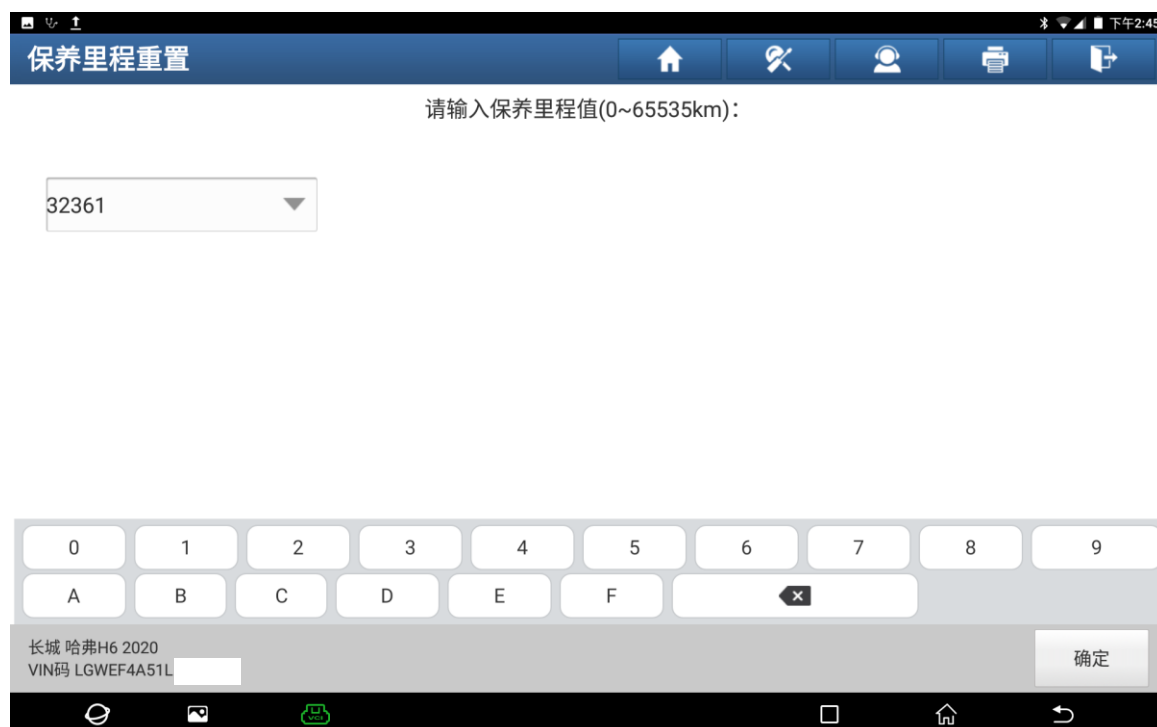 下午2:45
保养里程重置
请输入保养里程值(0~65535km)：
32361
0 1 2 3 4 5 6 7 8 9
A B C D E F
长城 哈弗H6 2020
VIN码 LGWEF4A51L
确定
VCI